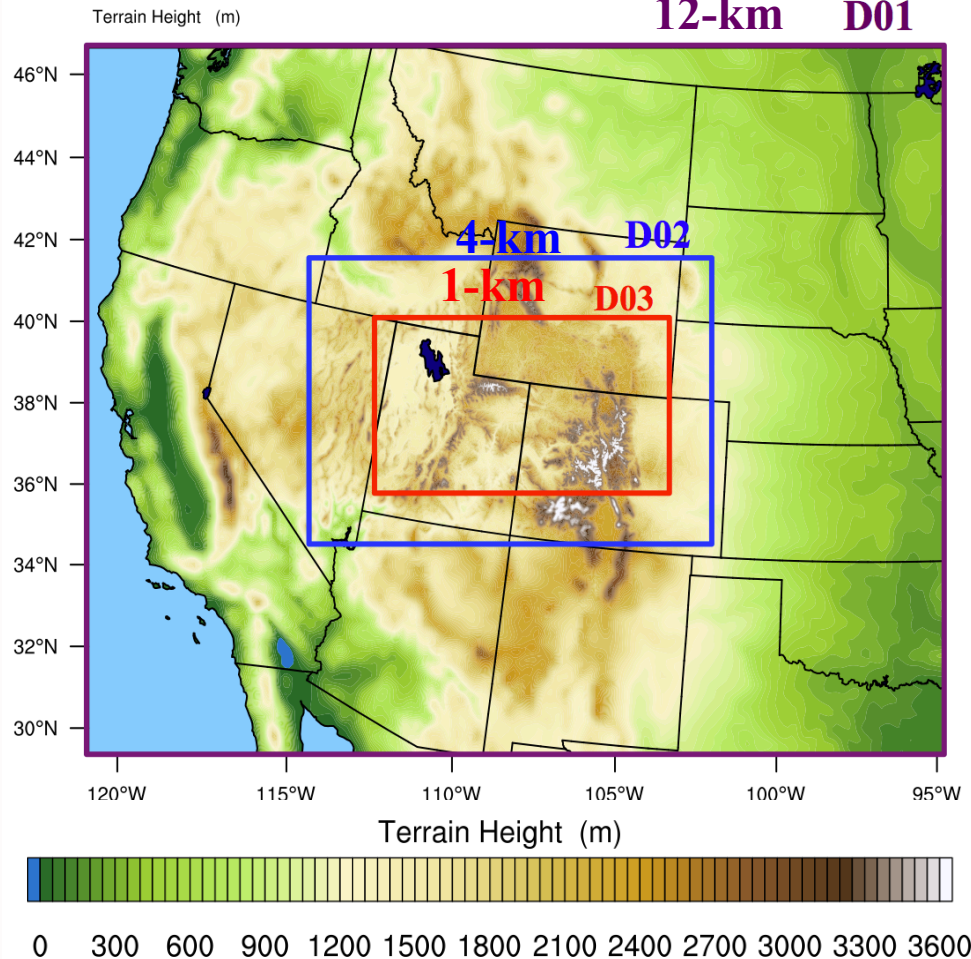 12-km D01
Terrain Height (m)
46°N
44°N
42°N
40°N
38°N
36°N
34°N
32°N
30°N
4-km D02
1-km D03
120°W 115°W 110°W 105°W 100°W 95°W
Terrain Height (m)
0 300 600 900 1200 1500 1800 2100 2400 2700 3000 3300 3600